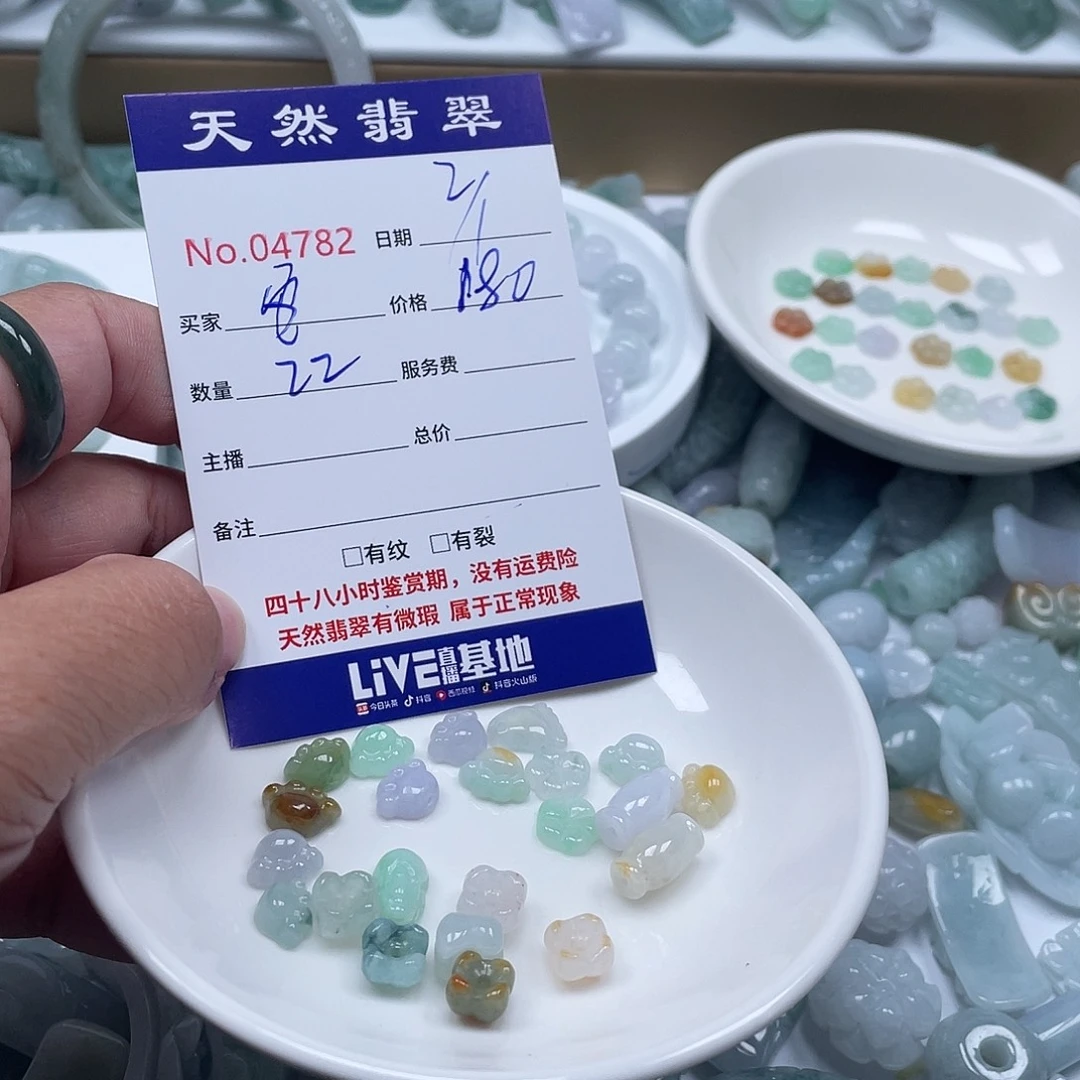 天然翡翠
No.04782 日期 2/1
买家 价格 180
数量 22 服务费
主播 总价
备注
□有纹 □有裂
四十八小时鉴赏期，没有运费险
天然翡翠有微瑕 属于正常现象
LiVE直播基地
今日头条 抖音 西瓜视频 抖音火山版